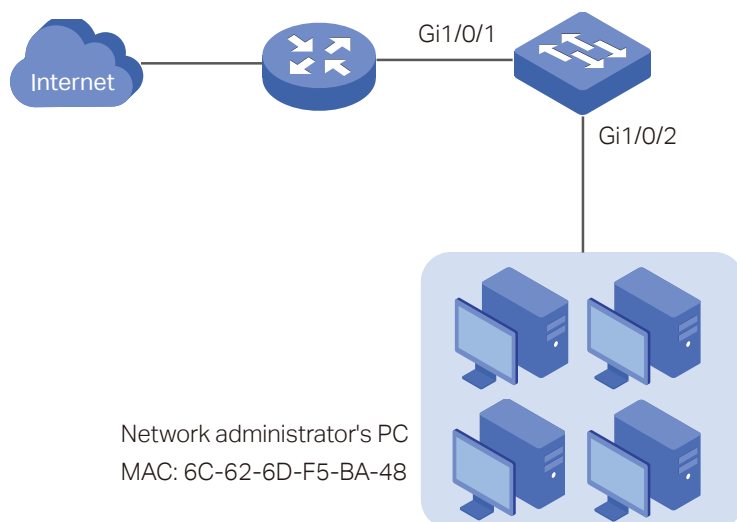 Gi1/0/1
Internet
Gi1/0/2
Network administrator's PC
MAC: 6C-62-6D-F5-BA-48